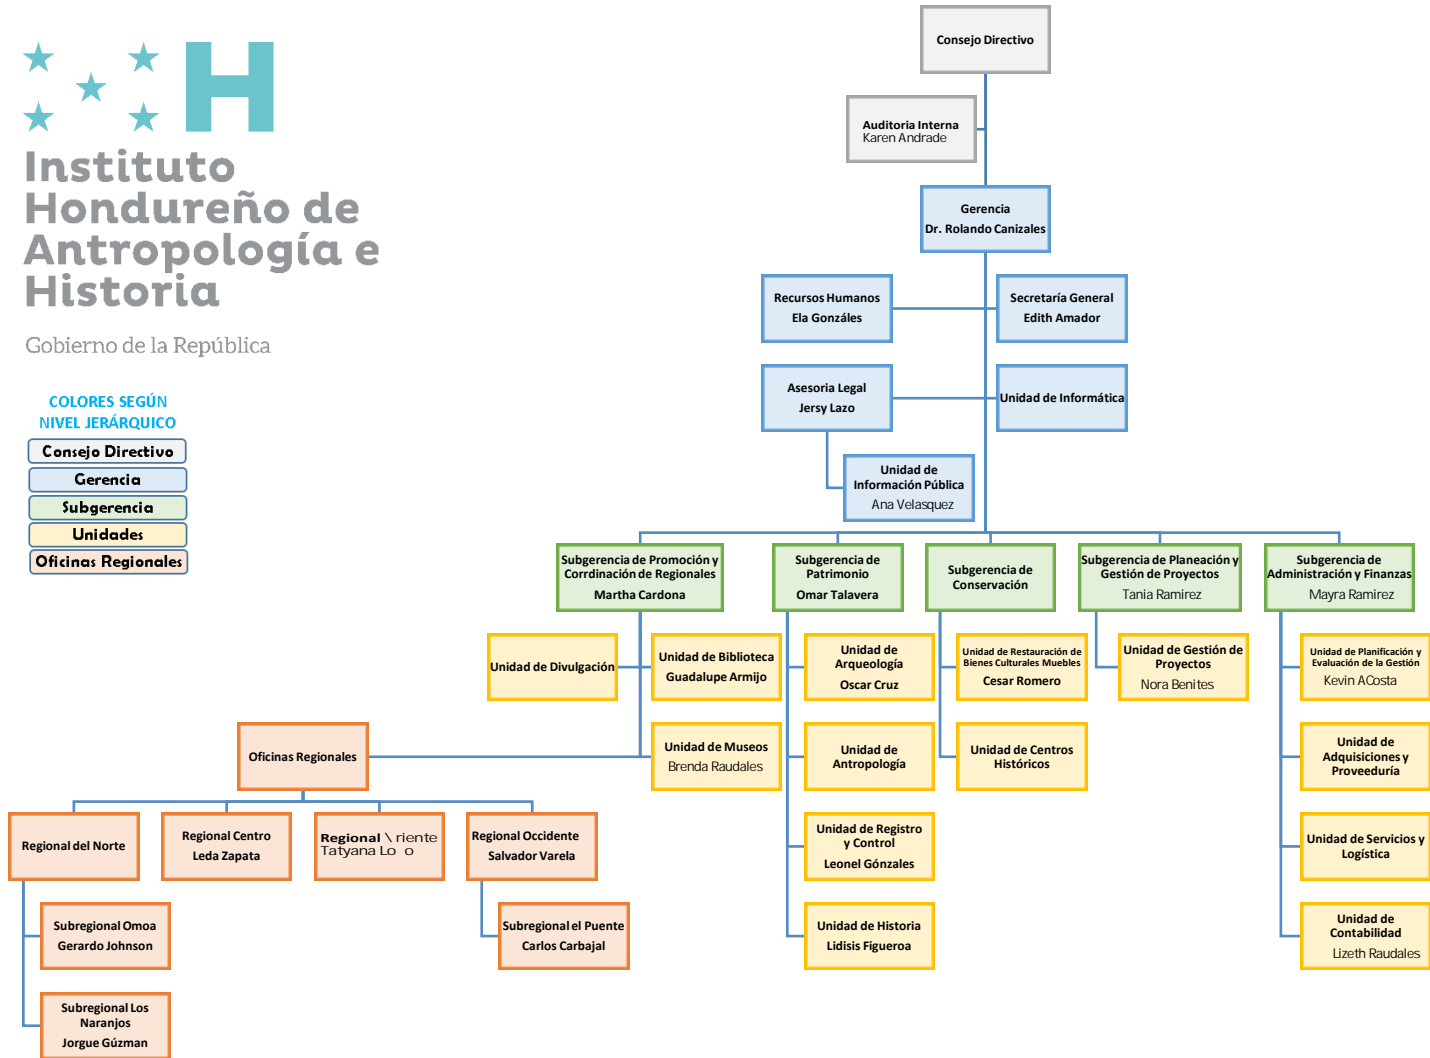 Instituto
Hondureño de
Antropología e
Historia
Gobierno de la República
COLORES SEGÚN
NIVEL JERÁRQUICO
Consejo Directivo
Gerencia
Subgerencia
Unidades
Oficinas Regionales
Consejo Directivo
Auditoria Interna
Karen Andrade
Gerencia
Dr. Rolando Canizales
Recursos Humanos
Ela Gonzáles
Secretaría General
Edith Amador
Asesoria Legal
Jersy Lazo
Unidad de Informática
Unidad de
Información Pública
Ana Velasquez
Subgerencia de Promoción y
Corrdinación de Regionales
Martha Cardona
Subgerencia de
Patrimonio
Omar Talavera
Subgerencia de
Conservación
Subgerencia de Planeación y
Gestión de Proyectos
Tania Ramirez
Subgerencia de
Administración y Finanzas
Mayra Ramirez
Unidad de Divulgación
Unidad de Biblioteca
Guadalupe Armijo
Unidad de
Arqueología
Oscar Cruz
Unidad de Restauración de
Bienes Culturales Muebles
Cesar Romero
Unidad de Gestión de
Proyectos
Nora Benites
Unidad de Planificación y
Evaluación de la Gestión
Kevin ACosta
Oficinas Regionales
Unidad de Museos
Brenda Raudales
Unidad de
Antropología
Unidad de Centros
Históricos
Unidad de
Adquisiciones y
Proveeduría
Regional del Norte
Regional Centro
Leda Zapata
Regional
Tatyana
Regional Occidente
Salvador Varela
Unidad de Registro
y Control
Leonel Gónzales
Unidad de Servicios y
Logística
Subregional Omoa
Gerardo Johnson
Subregional el Puente
Carlos Carbajal
Unidad de Historia
Lidisis Figueroa
Unidad de
Contabilidad
Lizeth Raudales
Subregional Los
Naranjos
Jorgue Gúzman